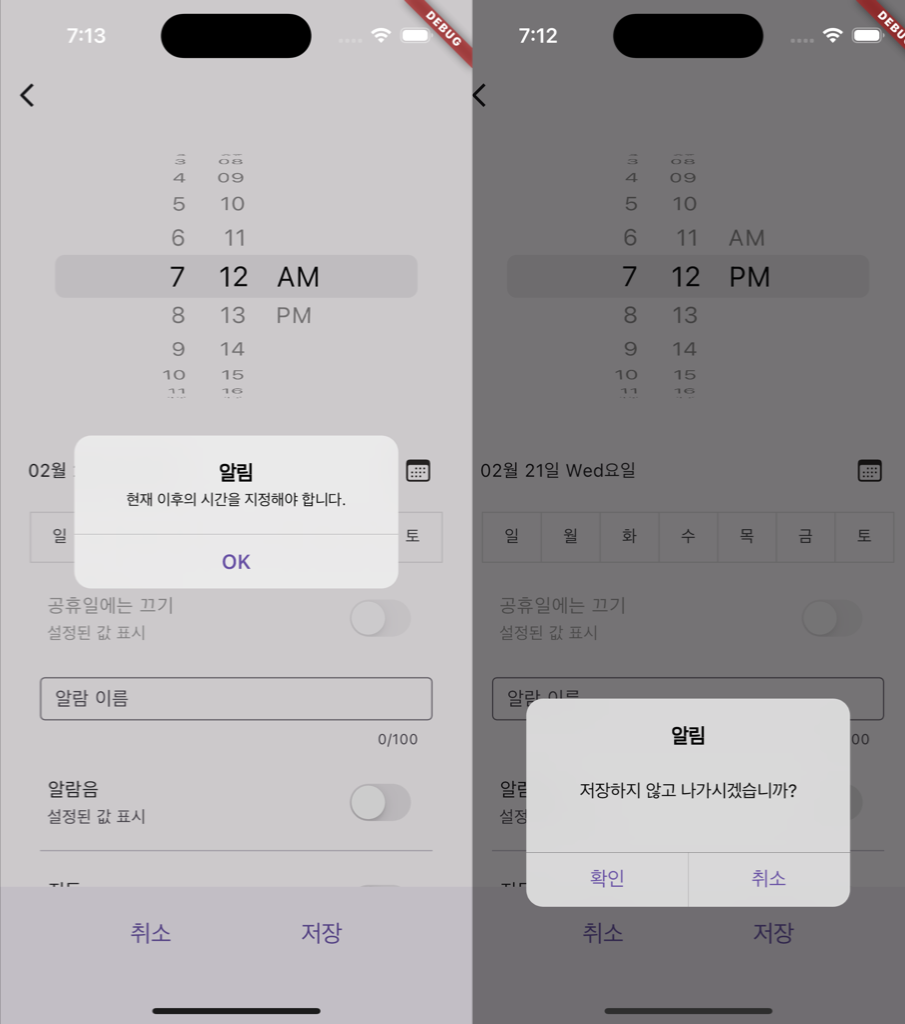 7:13
DEBUG
3 08
4 09
5 10
6 11
7 12 AM
8 13 PM
9 14
10 15
11 16
02월
알림
현재 이후의 시간을 지정해야 합니다.
OK
일
토
공휴일에는 끄기
설정된 값 표시
알람 이름
0/100
알람음
설정된 값 표시
취소 저장
7:12
DEBUG
3 08
4 09
5 10
6 11 AM
7 12 PM
8 13
9 14
10 15
11 16
02월 21일 Wed요일
일 월 화 수 목 금 토
공휴일에는 끄기
설정된 값 표시
알람 이름
00
알림
저장하지 않고 나가시겠습니까?
확인 취소
알람
설정
취소 저장